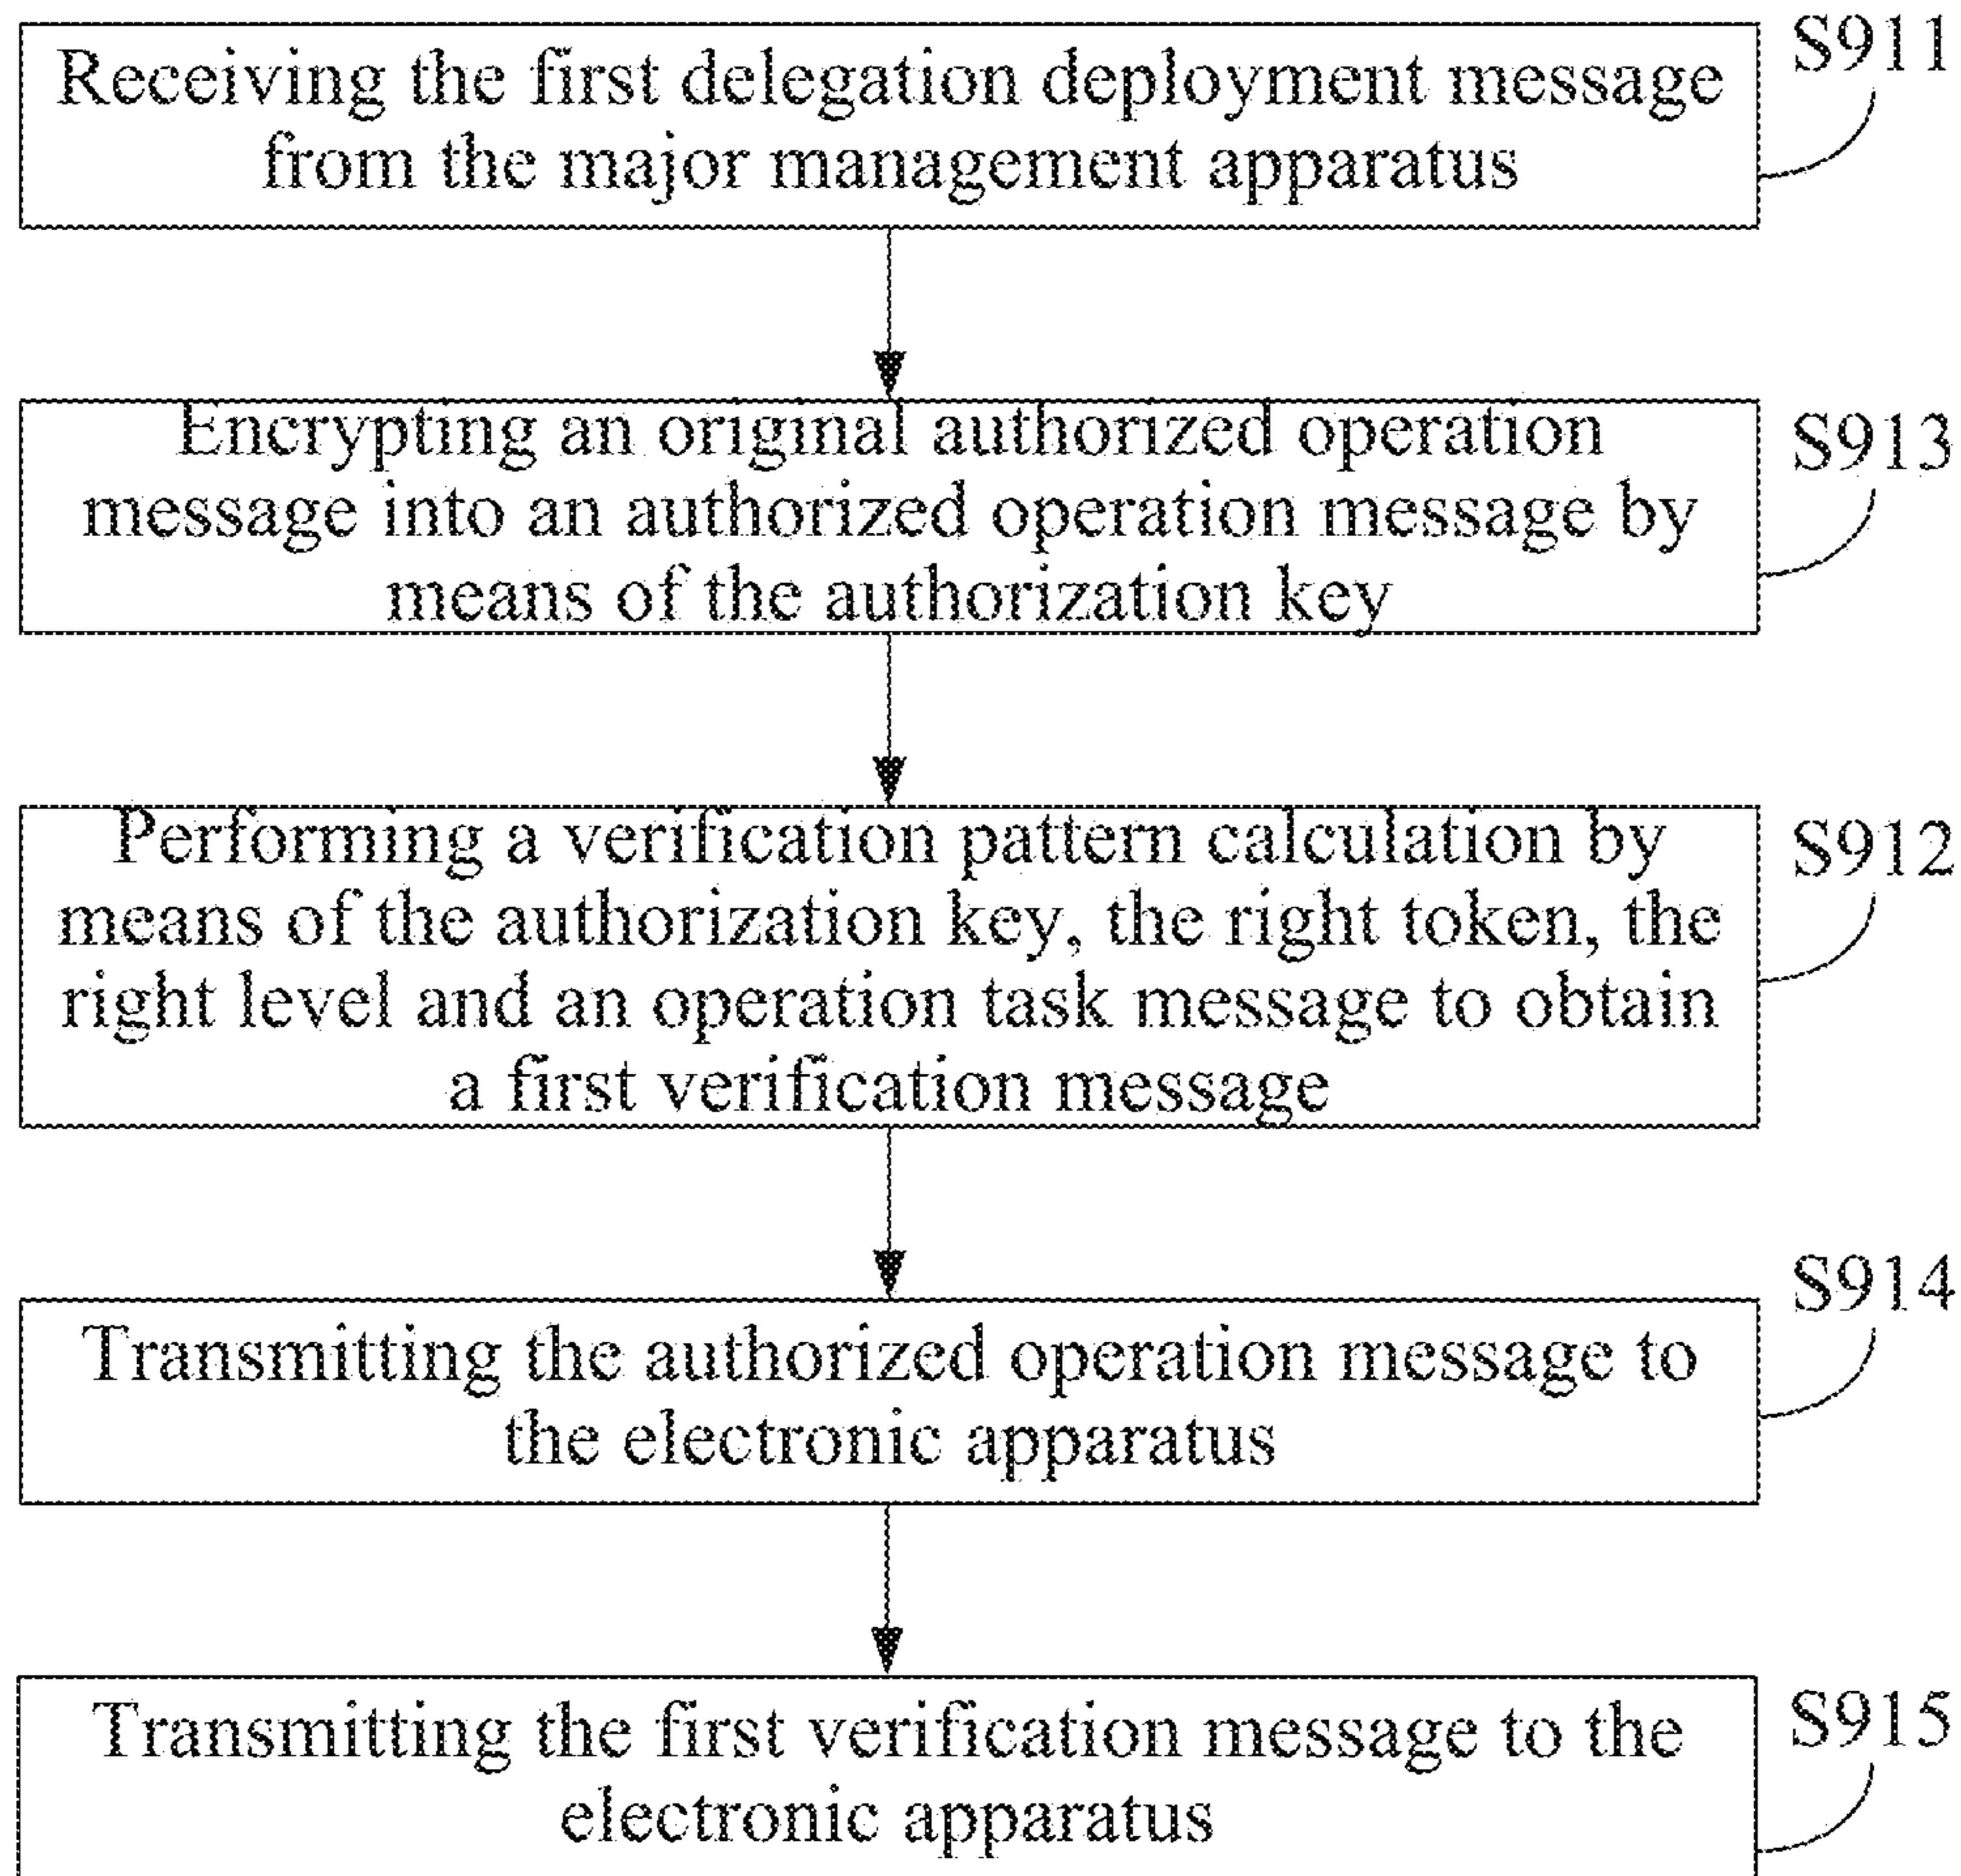 Receiving the first delegation deployment message
from the major management apparatus
S911
Encrypting an original authorized operation
message into an authorized operation message by
means of the authorization key
S913
Performing a verification pattern calculation by
means of the authorization key, the right token, the
right level and an operation task message to obtain
a first verification message
S912
Transmitting the authorized operation message to
the electronic apparatus
S914
Transmitting the first verification message to the
electronic apparatus
S915